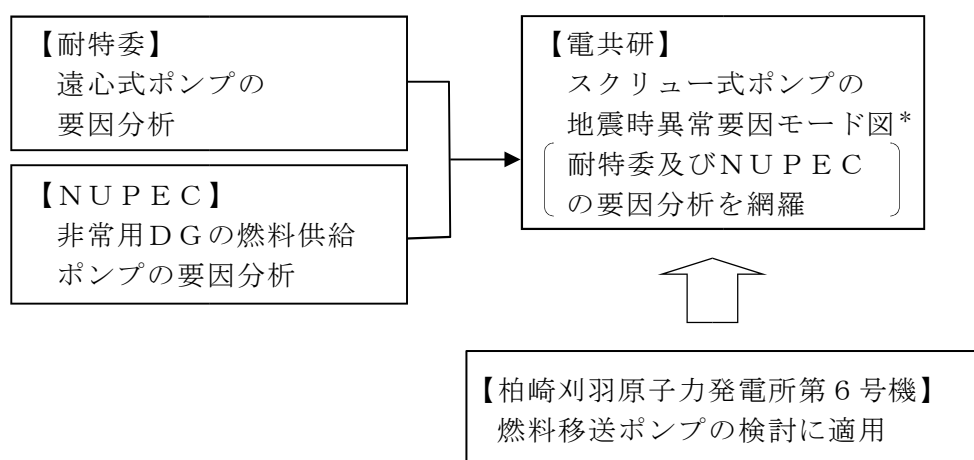 【耐特委】
遠心式ポンプの
要因分析
【ＮＵＰＥＣ】
非常用ＤＧの燃料供給
ポンプの要因分析
【電共研】
スクリュー式ポンプの
地震時異常要因モード図*
耐特委及びＮＵＰＥＣ
の要因分析を網羅
【柏崎刈羽原子力発電所第６号機】
燃料移送ポンプの検討に適用